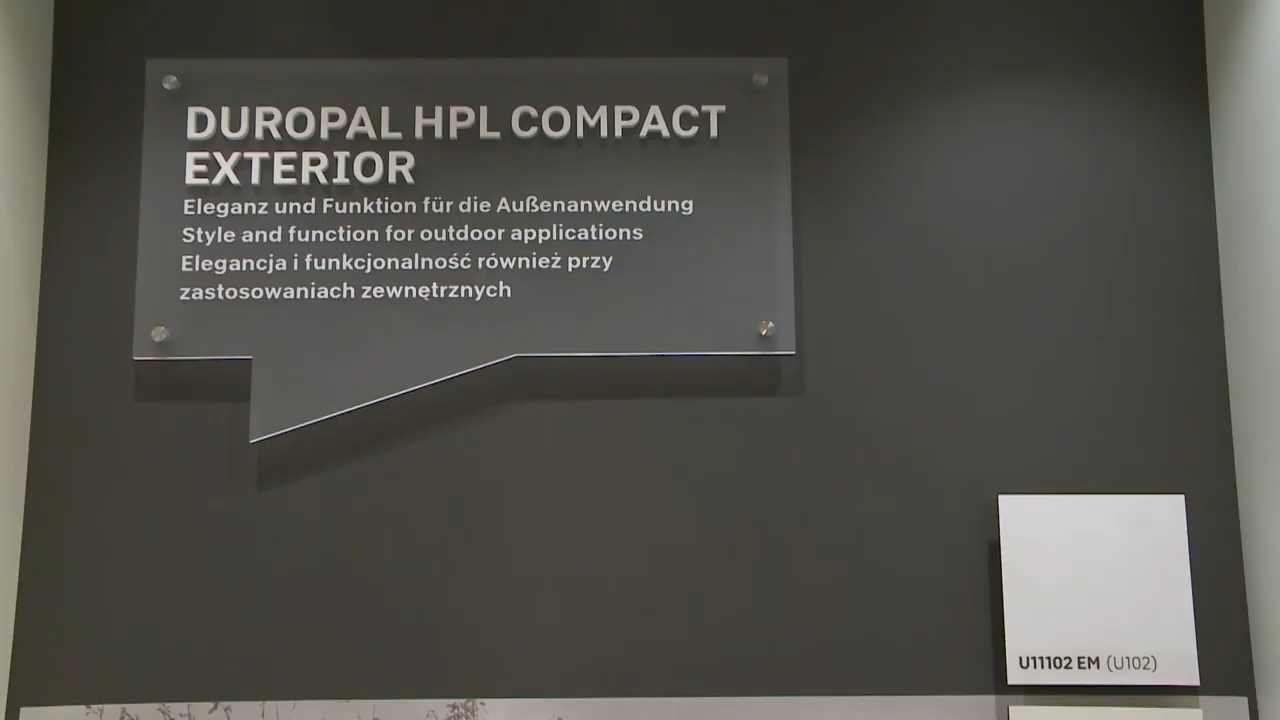 DUROPAL HPL COMPACT
EXTERIOR
Eleganz und Funktion für die Außenanwendung
Style and function for outdoor applications
Elegancja i funkcjonalność również przy
zastosowaniach zewnętrznych
U11102 EM (U102)